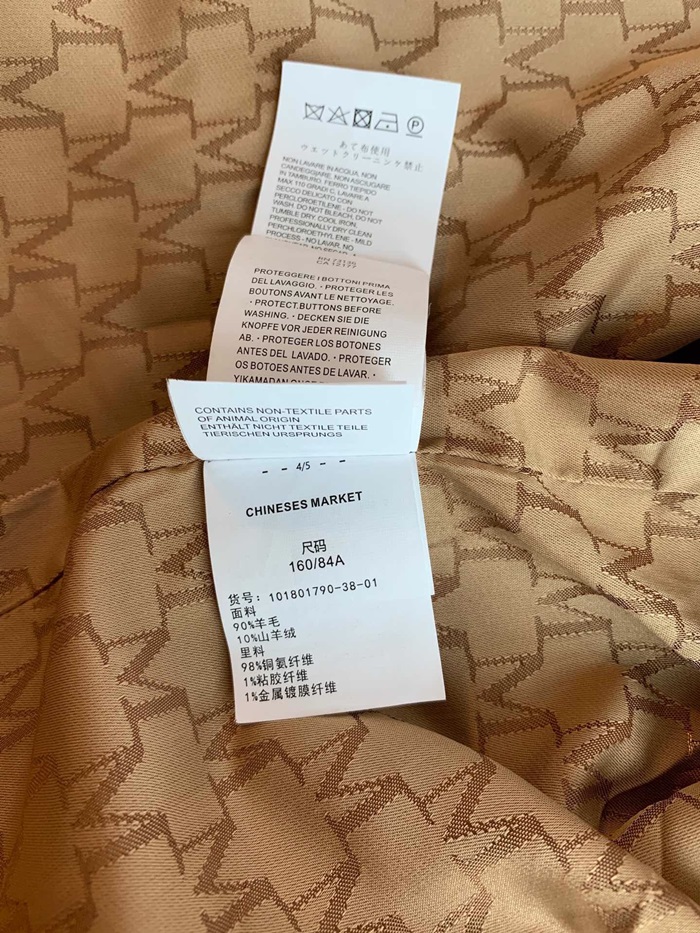 P
あて布使用
ウエットクリーニング禁止
NON LAVARE IN ACQUA. NON
CANDEGGIARE. NON ASCIUGARE
IN TAMBURO. FERRO TIEPIDO
MAX 110 GRADI C. LAVARE A
SECCO DELICATO CON
PERCLOROETILENE - DO NOT
WASH. DO NOT BLEACH. DO NOT
TUMBLE DRY. COOL IRON.
PROFESSIONALLY DRY CLEAN
PERCHLOROETHYLENE - MILD
PROCESS - NO LAVAR. NO
RN 73136
CA 12177
PROTEGGERE I BOTTONI PRIMA
DEL LAVAGGIO. · PROTEGER LES
BOUTONS AVANT LE NETTOYAGE.
· PROTECT.BUTTONS BEFORE
WASHING. · DECKEN SIE DIE
KNOPFE VOR JEDER REINIGUNG
AB. · PROTEGER LOS BOTONES
ANTES DEL LAVADO. · PROTEGER
OS BOTOES ANTES DE LAVAR. ·
YIKAMADAN
CONTAINS NON-TEXTILE PARTS
OF ANIMAL ORIGIN
ENTHÄLT NICHT TEXTILE TEILE
TIERISCHEN URSPRUNGS
- - 4/5 - -
CHINESES MARKET
尺码
160/84A
货号：101801790-38-01
面料
90%羊毛
10%山羊绒
里料
98%铜氨纤维
1%粘胶纤维
1%金属镀膜纤维